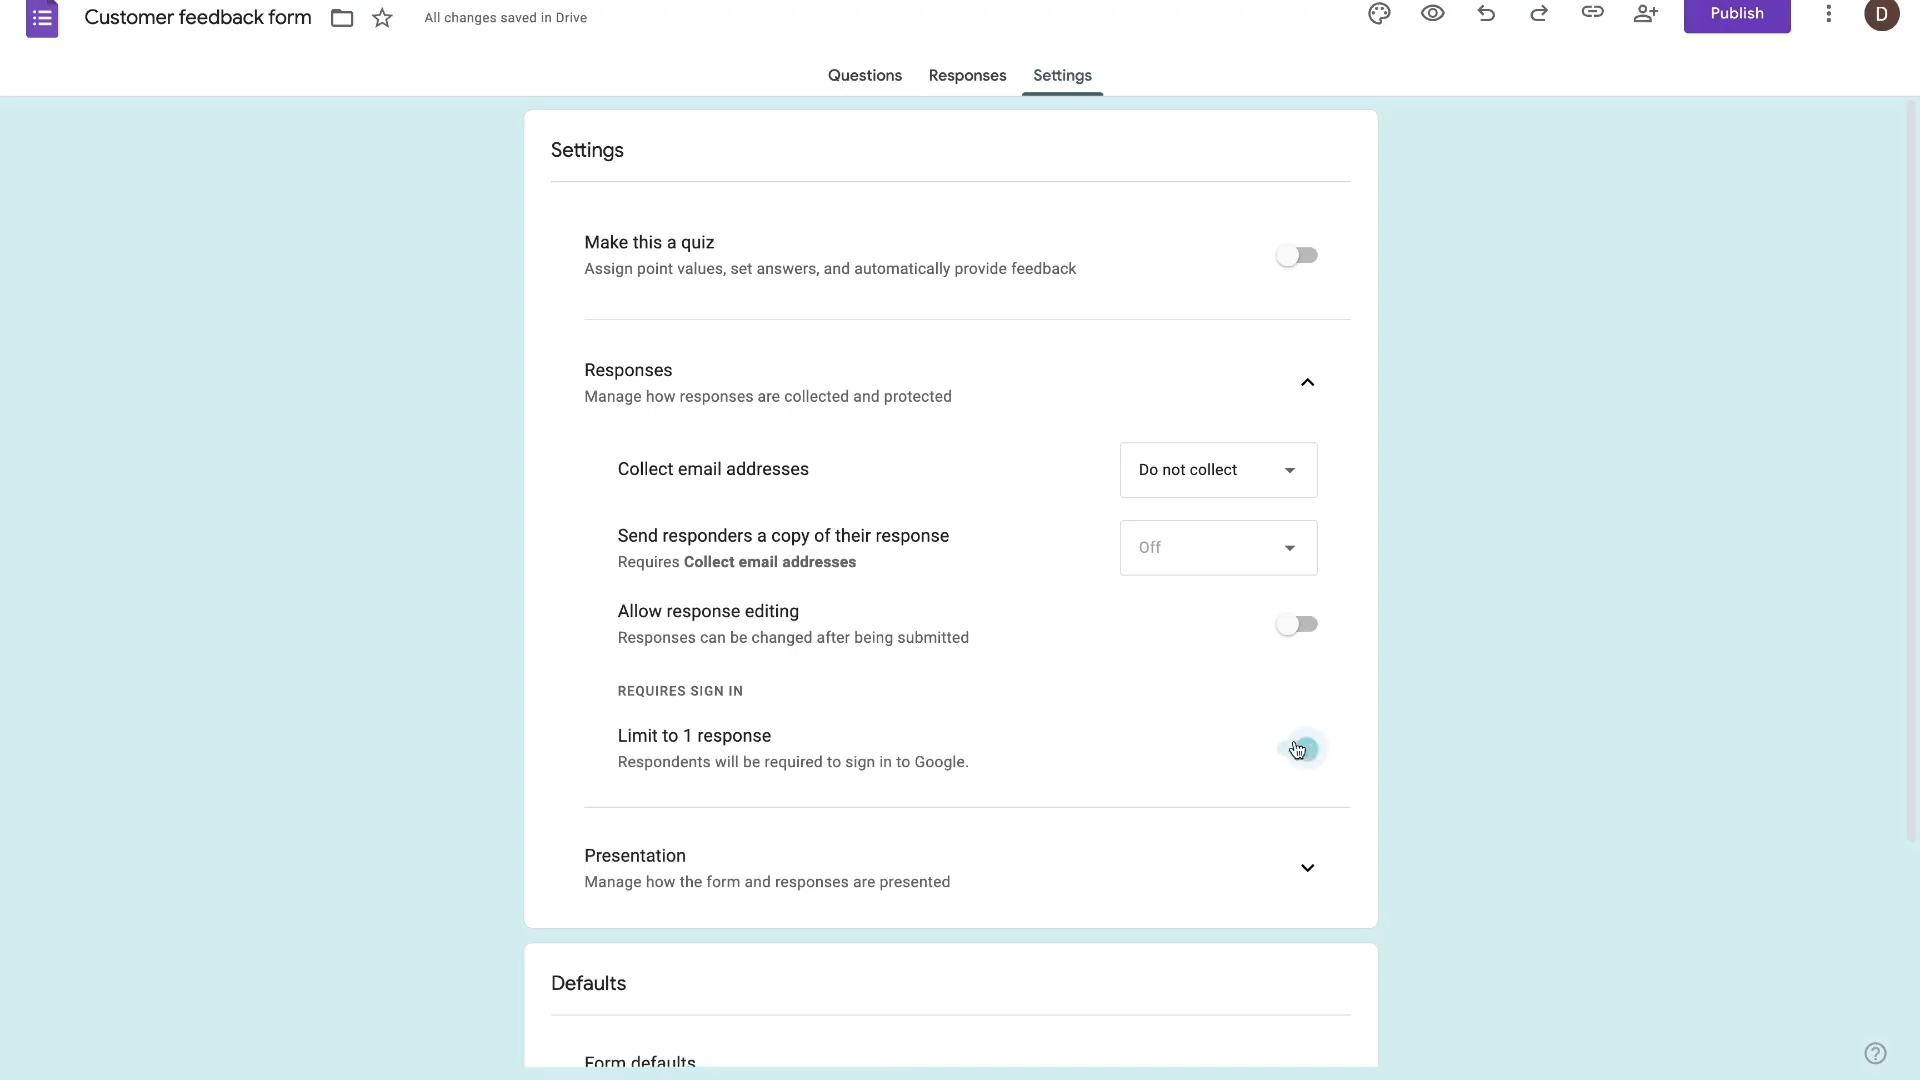 Customer feedback form
All changes saved in Drive
Publish
D
Questions
Responses
Settings
Settings
Make this a quiz
Assign point values, set answers, and automatically provide feedback
Responses
Manage how responses are collected and protected
Collect email addresses
Do not collect
Send responders a copy of their response
Requires Collect email addresses
Off
Allow response editing
Responses can be changed after being submitted
REQUIRES SIGN IN
Limit to 1 response
Respondents will be required to sign in to Google.
Presentation
Manage how the form and responses are presented
Defaults
Form defaults